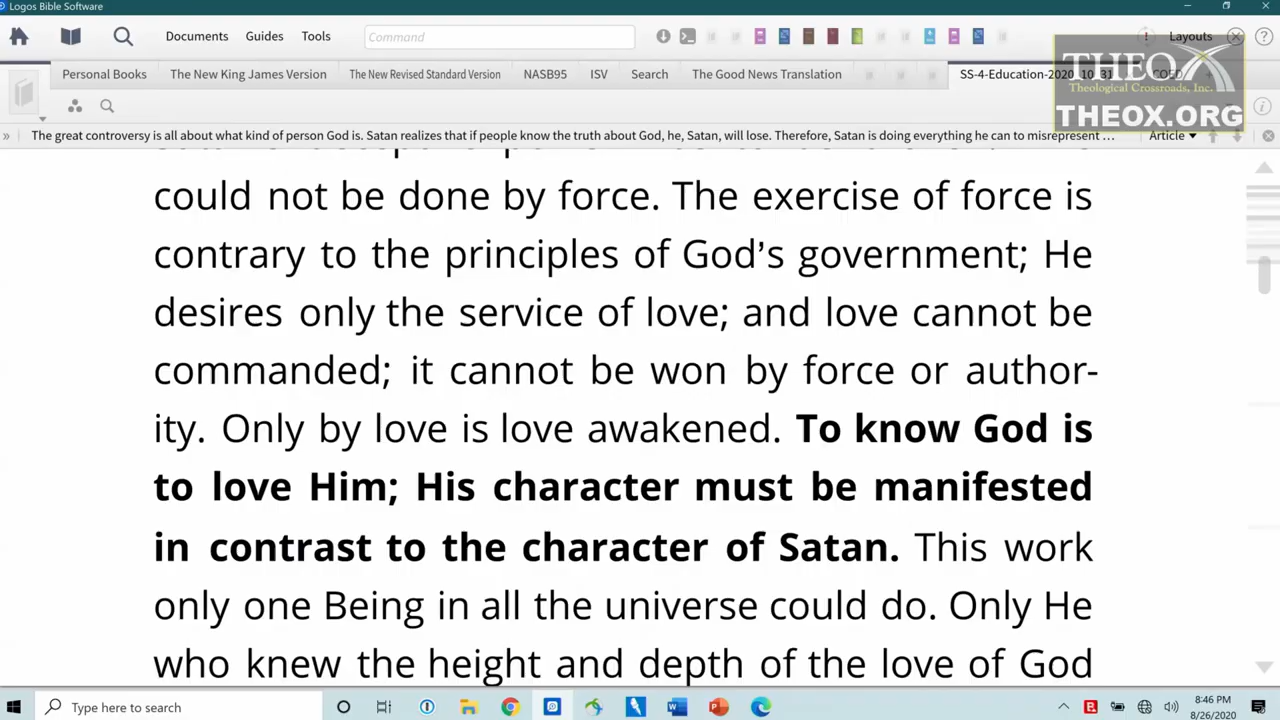 Logos Bible Software
Documents Guides Tools Command Layouts
Personal Books The New King James Version The New Revised Standard Version NASB95 ISV Search The Good News Translation SS-4-Education-2020_10_31
THEOX
Theological Crossroads, Inc.
THEOX.ORG
» The great controversy is all about what kind of person God is. Satan realizes that if people know the truth about God, he, Satan, will lose. Therefore, Satan is doing everything he can to misrepresent … Article
could not be done by force. The exercise of force is
contrary to the principles of God's government; He
desires only the service of love; and love cannot be
commanded; it cannot be won by force or author-
ity. Only by love is love awakened. To know God is
to love Him; His character must be manifested
in contrast to the character of Satan. This work
only one Being in all the universe could do. Only He
who knew the height and depth of the love of God
Type here to search
8:46 PM
8/26/2020